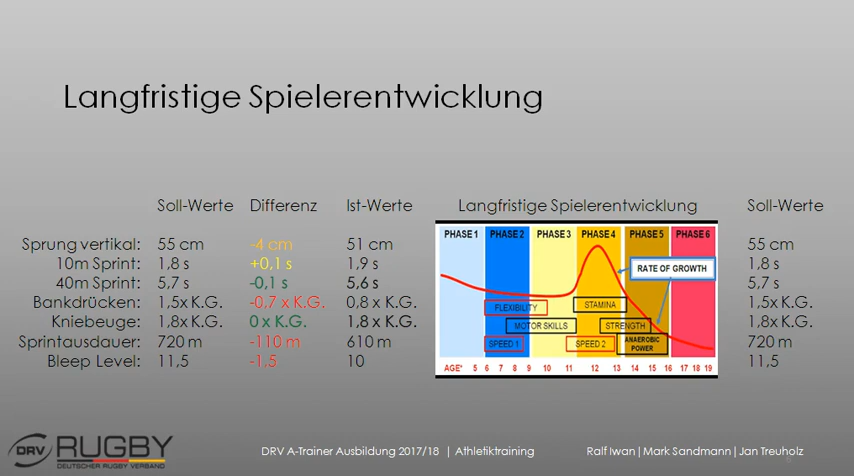 Langfristige Spielerentwicklung
Soll-Werte Differenz Ist-Werte Langfristige Spielerentwicklung Soll-Werte
Sprung vertikal: 55 cm -4 cm 51 cm 55 cm
10m Sprint: 1,8 s +0,1 s 1,9 s 1,8 s
40m Sprint: 5,7 s -0,1 s 5,6 s 5,7 s
Bankdrücken: 1,5x K.G. -0,7 x K.G. 0,8 x K.G. 1,5x K.G.
Kniebeuge: 1,8x K.G. 0 x K.G. 1,8 x K.G. 1,8x K.G.
Sprintausdauer: 720 m -110 m 610 m 720 m
Bleep Level: 11,5 -1,5 10 11,5
PHASE 1 PHASE 2 PHASE 3 PHASE 4 PHASE 5 PHASE 6
RATE OF GROWTH
FLEXIBILITY STAMINA
MOTOR SKILLS STRENGTH
SPEED 1 SPEED 2 ANAEROBIC
POWER
AGE* 5 6 7 8 9 10 11 12 13 14 15 16 17 18 19
DRV RUGBY
DEUTSCHER RUGBY VERBAND
DRV A-Trainer Ausbildung 2017/18 | Athletiktraining Ralf Iwan|Mark Sandmann|Jan Treuholz